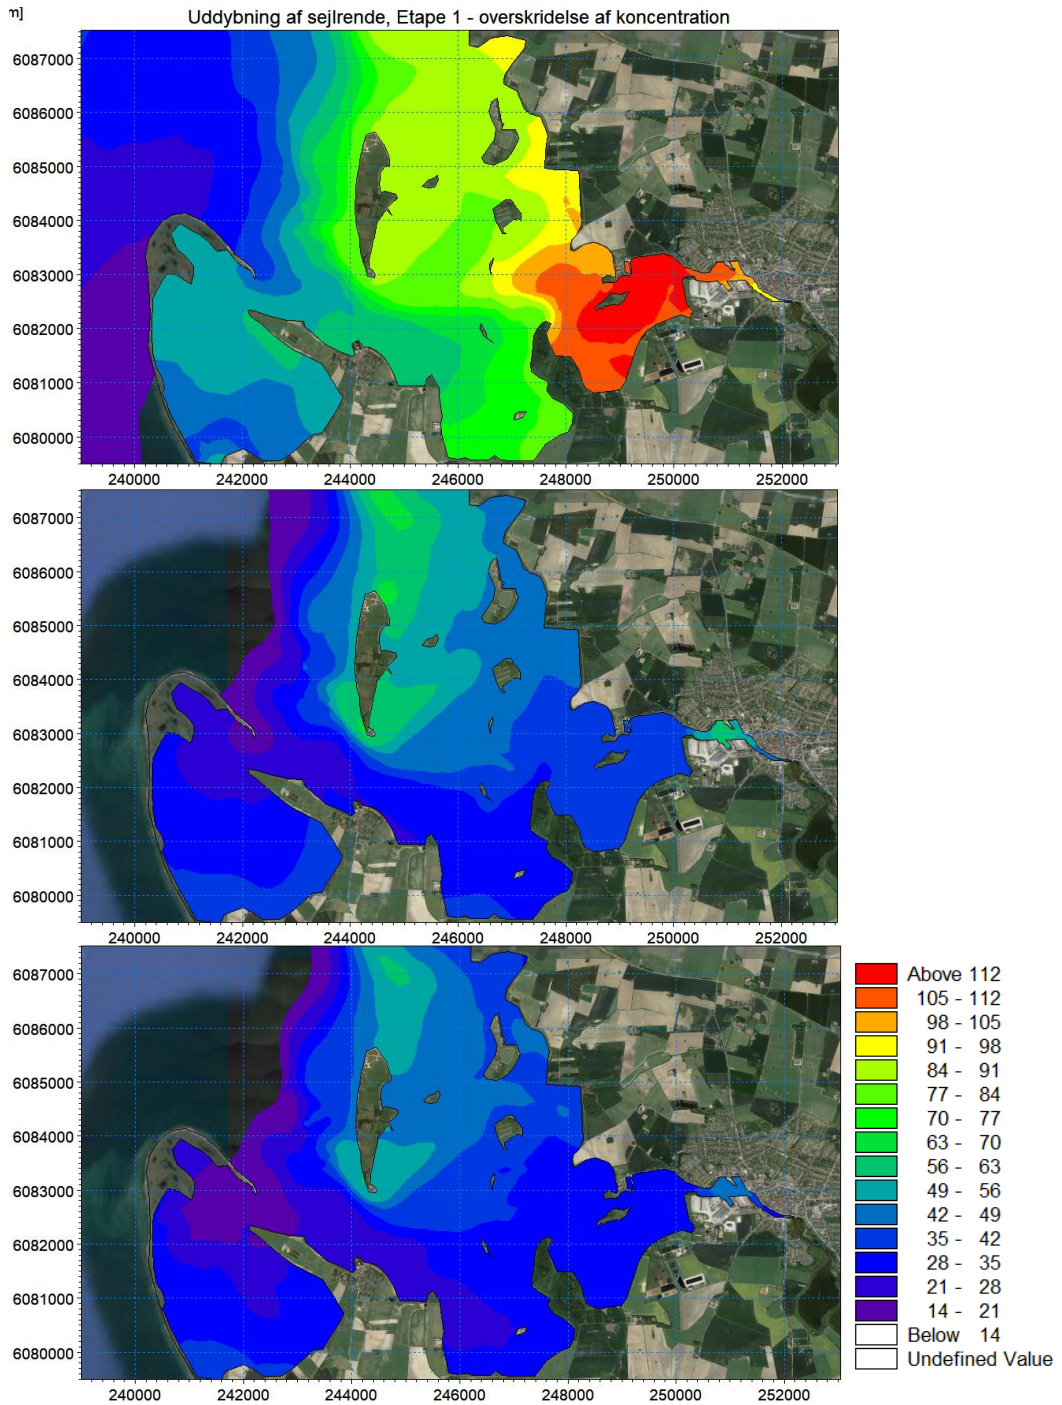 m]
Uddybning af sejlrende, Etape 1 - overskridelse af koncentration
6087000
6086000
6085000
6084000
6083000
6082000
6081000
6080000
240000 242000 244000 246000 248000 250000 252000
6087000
6086000
6085000
6084000
6083000
6082000
6081000
6080000
240000 242000 244000 246000 248000 250000 252000
6087000
6086000
6085000
6084000
6083000
6082000
6081000
6080000
240000 242000 244000 246000 248000 250000 252000
Above 112
105 - 112
98 - 105
91 - 98
84 - 91
77 - 84
70 - 77
63 - 70
56 - 63
49 - 56
42 - 49
35 - 42
28 - 35
21 - 28
14 - 21
Below 14
Undefined Value